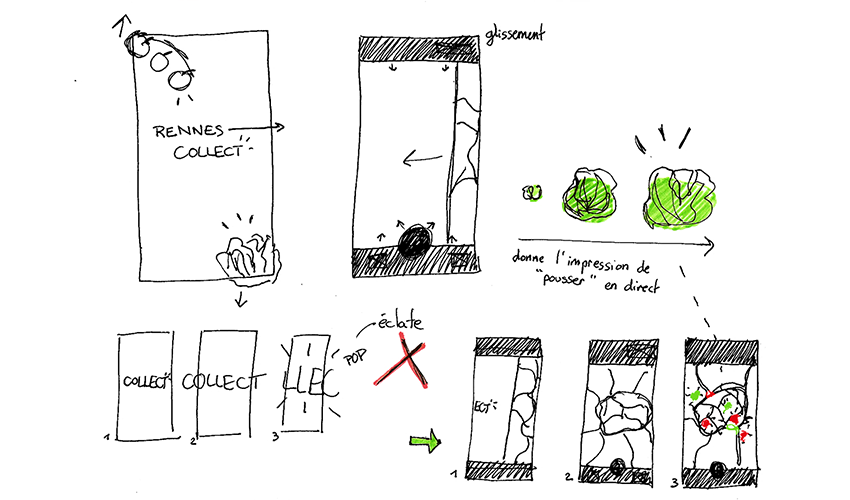 glissement
RENNES
COLLECT
donne l'impression de
"pousser" en direct
éclate
POP
COLLECT
COLLECT
LLEC
ECT
1
2
3
1
2
3